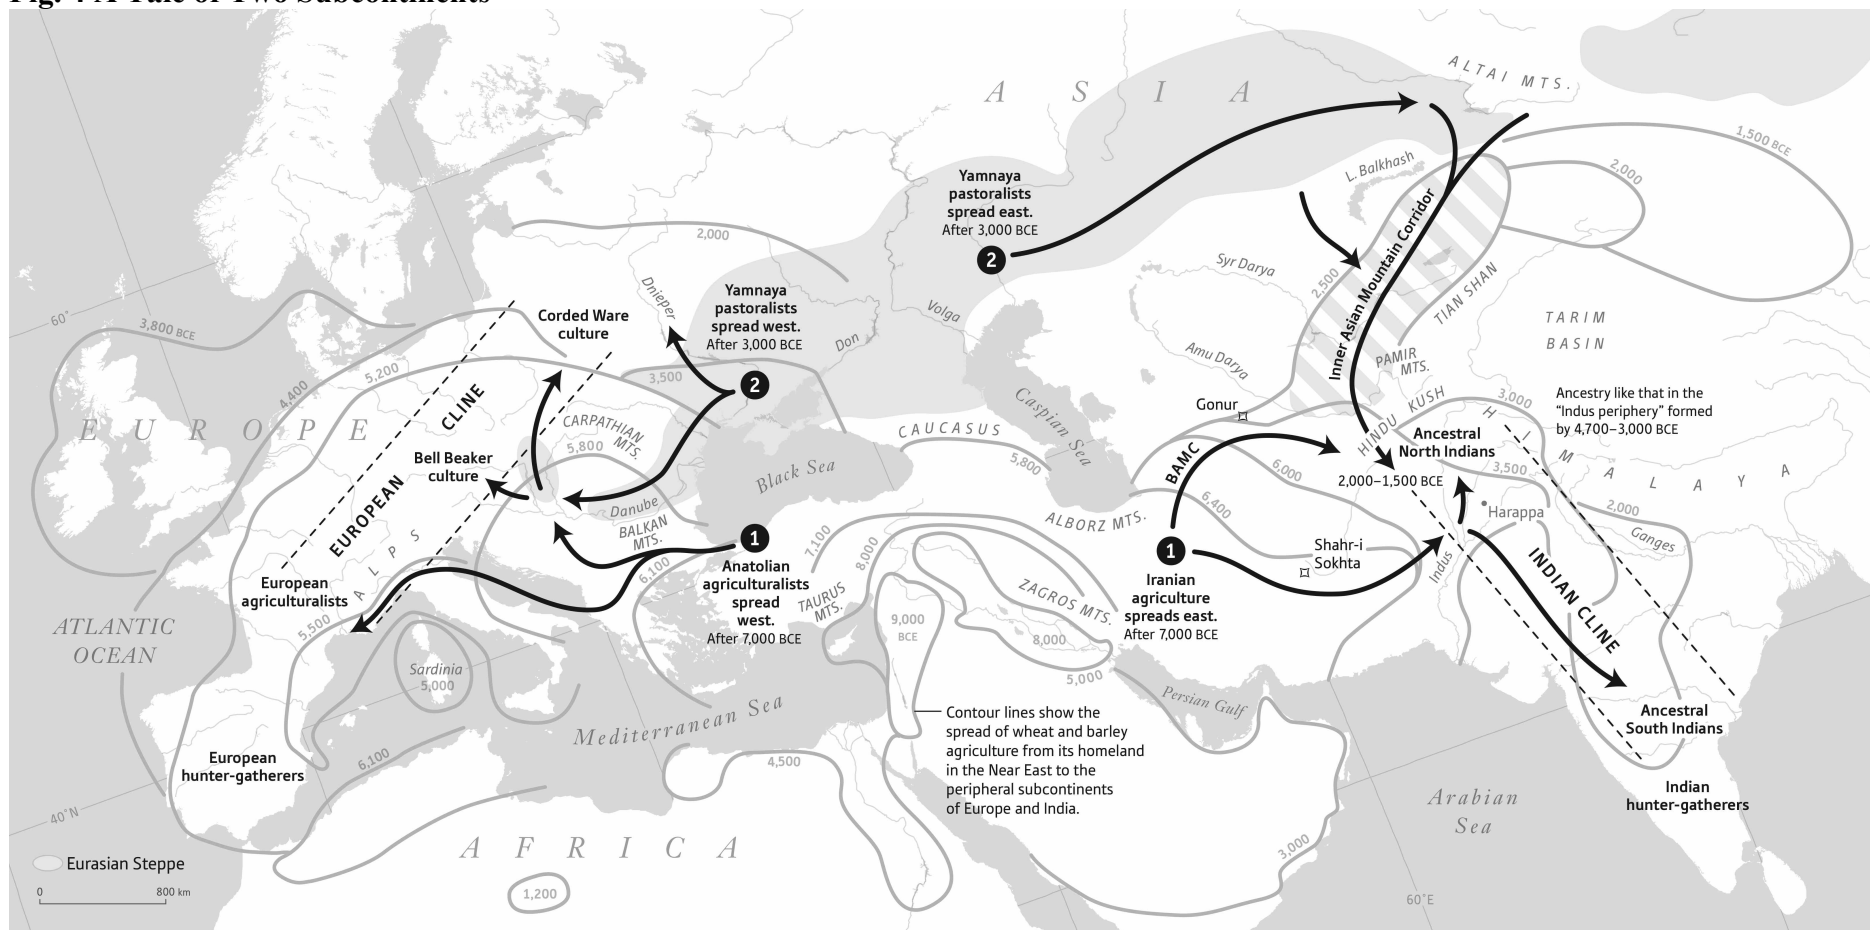 Fig. 4 A Tale of Two Subcontinents
ASIA
ALTAI MTS.
1,500 BCE
2,000
L. Balkhash
Yamnaya
pastoralists
spread east.
After 3,000 BCE
2
2,000
Inner Asian Mountain Corridor
2,500
Syr Darya
TIAN SHAN
TARIM
BASIN
60°
3,800 BCE
4,400
5,200
Corded Ware
culture
Dnieper
Yamnaya
pastoralists
spread west.
After 3,000 BCE
2
Don
Volga
3,500
Amu Darya
PAMIR
MTS.
Gonur
HINDU KUSH
3,000
Ancestry like that in the
“Indus periphery” formed
by 4,700–3,000 BCE
EUROPE
EUROPEAN CLINE
CARPATHIAN
MTS.
5,800
Bell Beaker
culture
Black Sea
CAUCASUS
5,800
Caspian Sea
BAMC
6,000
Ancestral
North Indians
2,000–1,500 BCE
3,500
HIMALAYA
2,000
Ganges
Harappa
Indus
INDIAN CLINE
Danube
BALKAN
MTS.
ALPS
1
Anatolian
agriculturalists
spread
west.
After 7,000 BCE
6,100
7,100
8,000
TAURUS
MTS.
ALBORZ MTS.
6,400
1
Iranian
agriculture
spreads east.
After 7,000 BCE
Shahr-i
Sokhta
ZAGROS MTS.
8,000
9,000
BCE
5,000
Persian Gulf
European
agriculturalists
5,500
ATLANTIC
OCEAN
Sardinia
5,000
Mediterranean Sea
European
hunter-gatherers
6,100
4,500
Contour lines show the
spread of wheat and barley
agriculture from its homeland
in the Near East to the
peripheral subcontinents
of Europe and India.
Ancestral
South Indians
Indian
hunter-gatherers
Arabian
Sea
3,000
60°E
40°N
AFRICA
1,200
Eurasian Steppe
0
800 km